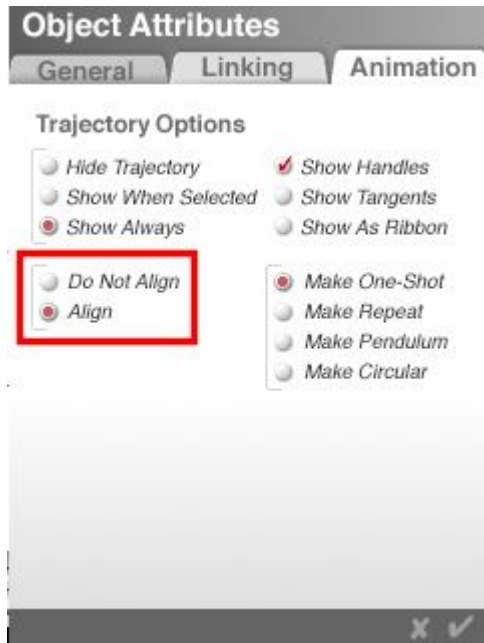 Object Attributes
General Linking Animation
Trajectory Options
Hide Trajectory
Show When Selected
Show Always
Show Handles
Show Tangents
Show As Ribbon
Do Not Align
Align
Make One-Shot
Make Repeat
Make Pendulum
Make Circular